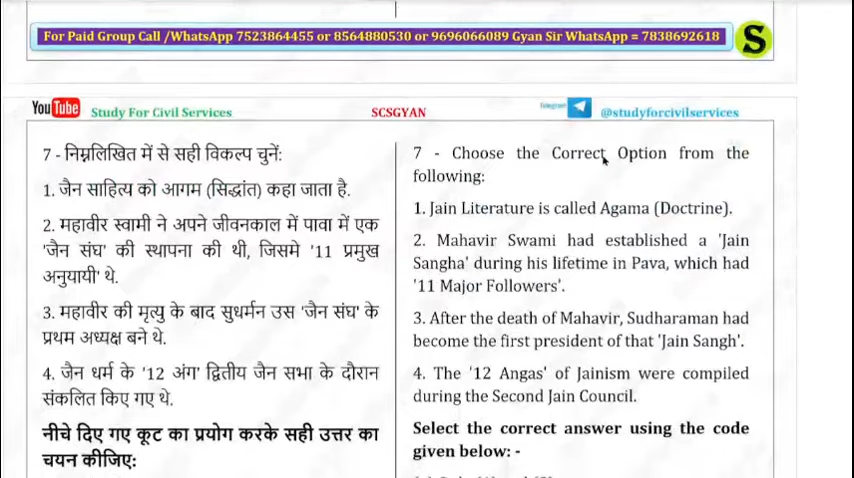 For Paid Group Call /WhatsApp 7523864455 or 8564880530 or 9696066089 Gyan Sir WhatsApp = 7838692618
S
YouTube Study For Civil Services
SCSGYAN
Telegram @studyforcivilservices
7 - निम्नलिखित में से सही विकल्प चुनें:
1. जैन साहित्य को आगम (सिद्धांत) कहा जाता है.
2. महावीर स्वामी ने अपने जीवनकाल में पावा में एक
'जैन संघ' की स्थापना की थी, जिसमे '11 प्रमुख
अनुयायी' थे.
3. महावीर की मृत्यु के बाद सुधर्मन उस 'जैन संघ' के
प्रथम अध्यक्ष बने थे.
4. जैन धर्म के '12 अंग' द्वितीय जैन सभा के दौरान
संकलित किए गए थे.
नीचे दिए गए कूट का प्रयोग करके सही उत्तर का
चयन कीजिए:
7 - Choose the Correct Option from the
following:
1. Jain Literature is called Agama (Doctrine).
2. Mahavir Swami had established a 'Jain
Sangha' during his lifetime in Pava, which had
'11 Major Followers'.
3. After the death of Mahavir, Sudharaman had
become the first president of that 'Jain Sangh'.
4. The '12 Angas' of Jainism were compiled
during the Second Jain Council.
Select the correct answer using the code
given below: -